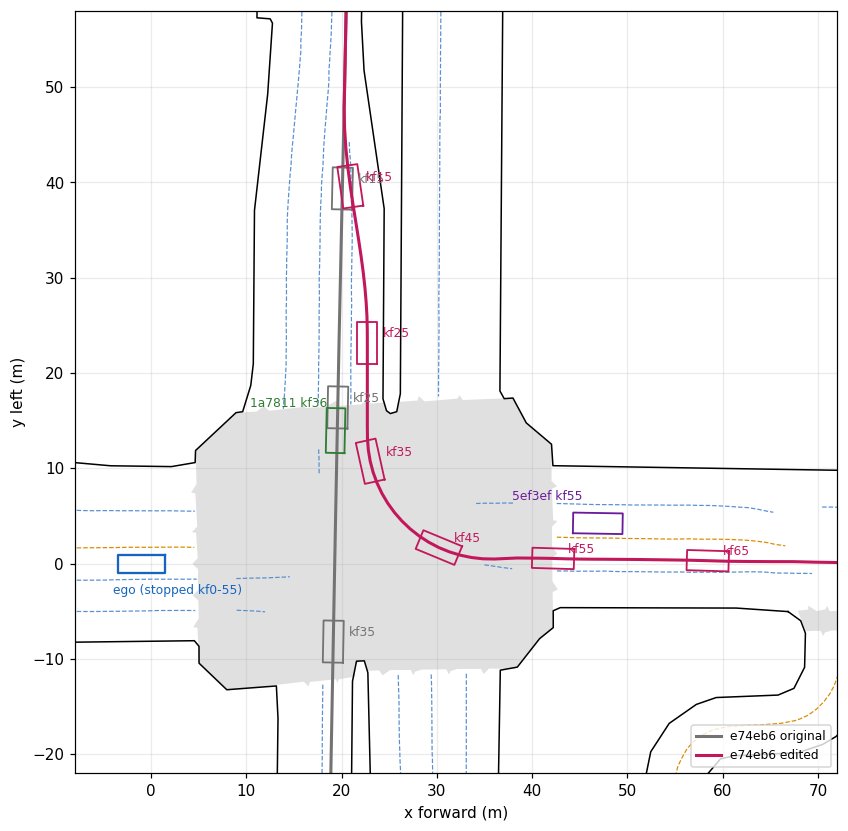 50
40
30
20
10
0
−10
−20
y left (m)
kf15
kf25
1a7811 kf36
kf25
kf35
5ef3ef kf55
kf45
kf55
kf65
ego (stopped kf0-55)
kf35
e74eb6 original
e74eb6 edited
0 10 20 30 40 50 60 70
x forward (m)